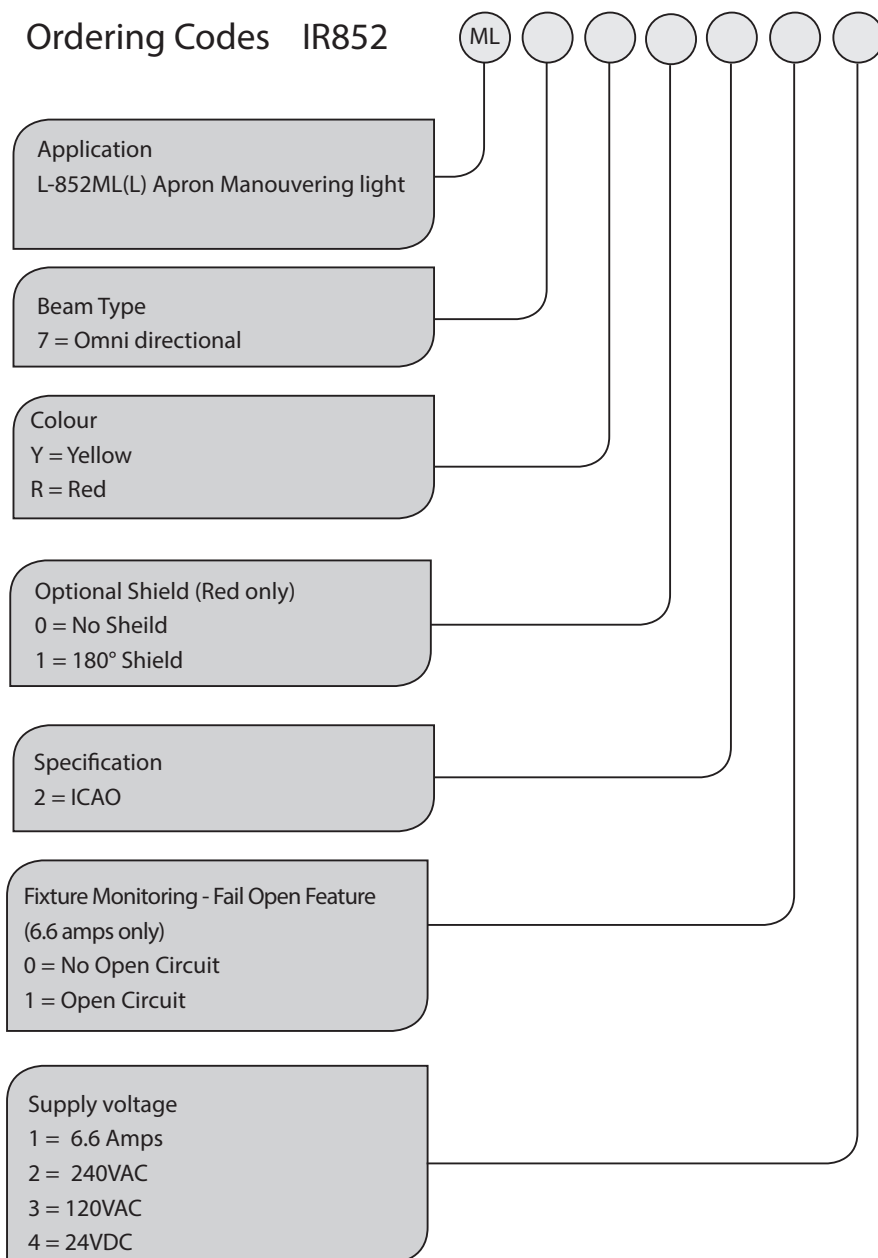 Ordering Codes IR852 ML
Application
L-852ML(L) Apron Manouvering light
Beam Type
7 = Omni directional
Colour
Y = Yellow
R = Red
Optional Shield (Red only)
0 = No Sheild
1 = 180° Shield
Specification
2 = ICAO
Fixture Monitoring - Fail Open Feature
(6.6 amps only)
0 = No Open Circuit
1 = Open Circuit
Supply voltage
1 = 6.6 Amps
2 = 240VAC
3 = 120VAC
4 = 24VDC